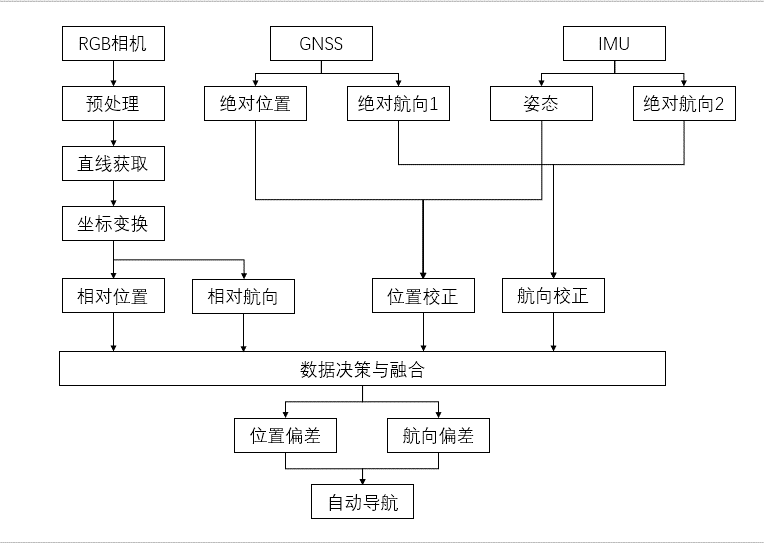 RGB相机
GNSS
IMU
预处理
绝对位置
绝对航向1
姿态
绝对航向2
直线获取
坐标变换
相对位置
相对航向
位置校正
航向校正
数据决策与融合
位置偏差
航向偏差
自动导航